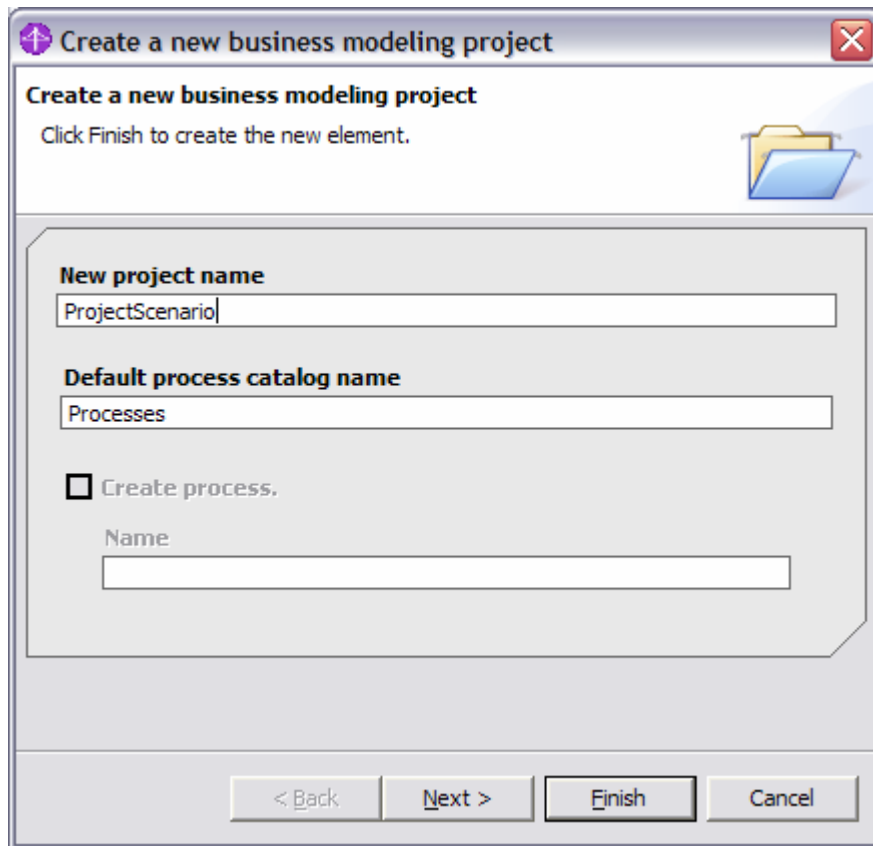 Create a new business modeling project
Create a new business modeling project
Click Finish to create the new element.
New project name
ProjectScenario
Default process catalog name
Processes
Create process.
Name
< Back Next > Finish Cancel